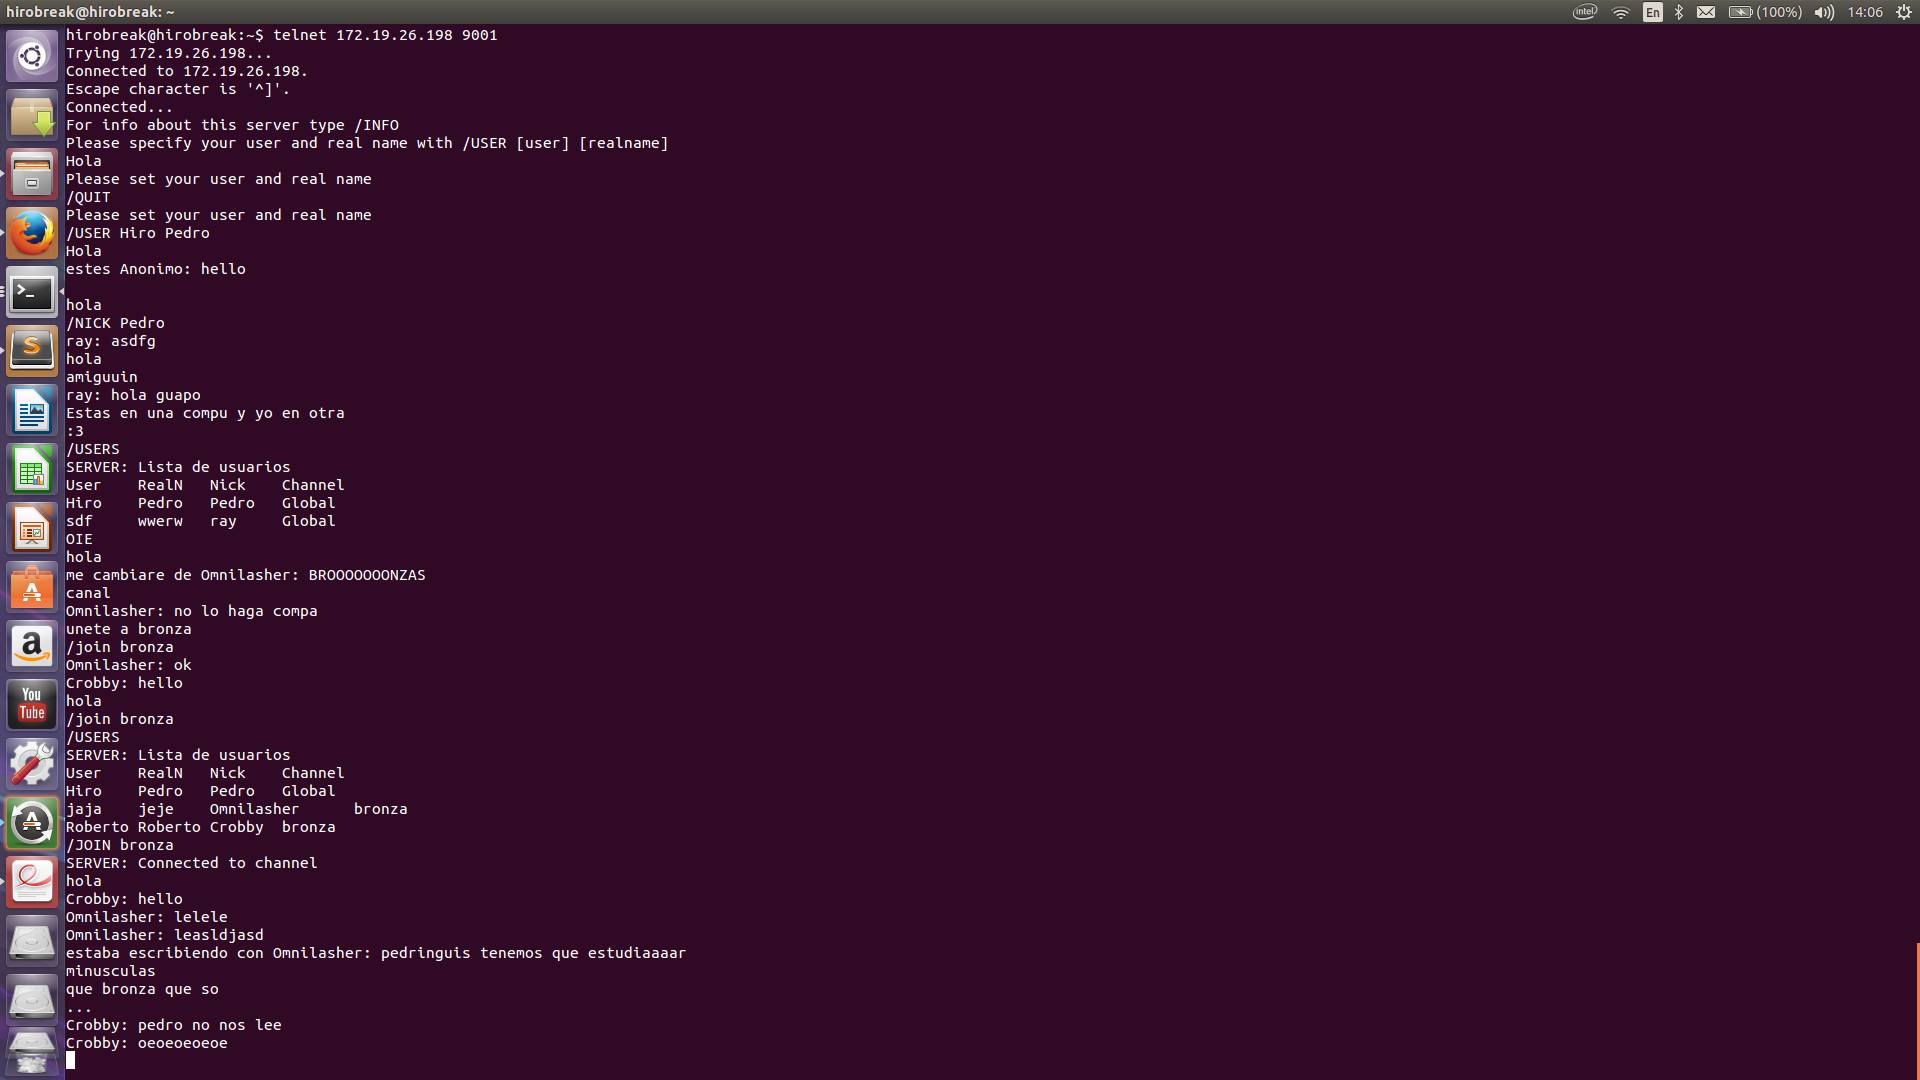 hirobreak@hirobreak: ~
intel
En
(100%)
14:06
hirobreak@hirobreak:~$ telnet 172.19.26.198 9001
Trying 172.19.26.198...
Connected to 172.19.26.198.
Escape character is '^]'.
Connected...
For info about this server type /INFO
Please specify your user and real name with /USER [user] [realname]
Hola
Please set your user and real name
/QUIT
Please set your user and real name
/USER Hiro Pedro
Hola
estes Anonimo: hello
hola
/NICK Pedro
ray: asdfg
hola
amiguuin
ray: hola guapo
Estas en una compu y yo en otra
:3
/USERS
SERVER: Lista de usuarios
User RealN Nick Channel
Hiro Pedro Pedro Global
sdf wwerw ray Global
OIE
hola
me cambiare de Omnilasher: BROOOOOOONZAS
canal
Omnilasher: no lo haga compa
unete a bronza
/join bronza
Omnilasher: ok
Crobby: hello
hola
/join bronza
/USERS
SERVER: Lista de usuarios
User RealN Nick Channel
Hiro Pedro Pedro Global
jaja jeje Omnilasher bronza
Roberto Roberto Crobby bronza
/JOIN bronza
SERVER: Connected to channel
hola
Crobby: hello
Omnilasher: lelele
Omnilasher: leasldjasd
estaba escribiendo con Omnilasher: pedringuis tenemos que estudiaaaar
minusculas
que bronza que so
...
Crobby: pedro no nos lee
Crobby: oeoeoeoeoe
>_
S
A
a
You
Tube
A